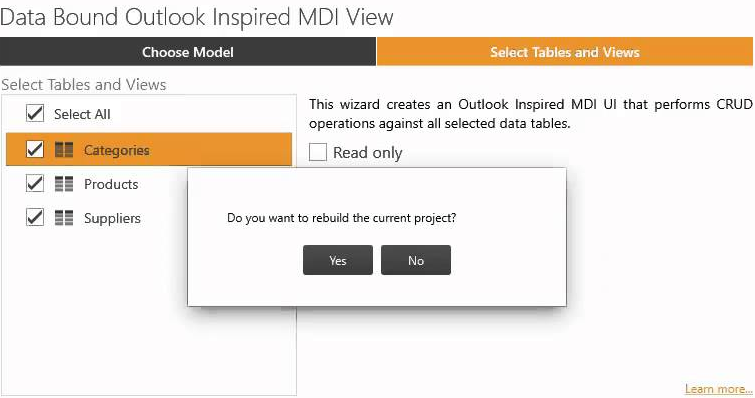 Data Bound Outlook Inspired MDI View
Choose Model
Select Tables and Views
Select Tables and Views
Select All
Categories
Products
Suppliers
This wizard creates an Outlook Inspired MDI UI that performs CRUD
operations against all selected data tables.
Read only
Do you want to rebuild the current project?
Yes
No
Learn more...